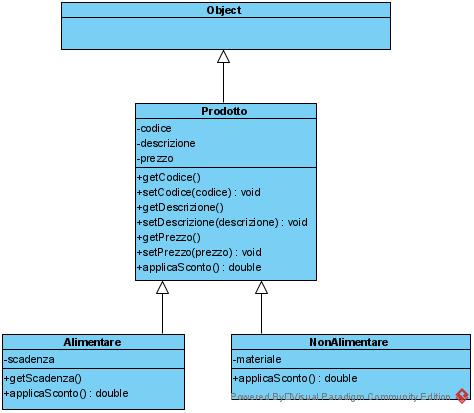 Object
Prodotto
-codice
-descrizione
-prezzo
+getCodice()
+setCodice(codice) : void
+getDescrizione()
+setDescrizione(descrizione) : void
+getPrezzo()
+setPrezzo(prezzo) : void
+applicaSconto() : double
Alimentare
-scadenza
+getScadenza()
+applicaSconto() : double
NonAlimentare
-materiale
+applicaSconto() : double
Powered By Visual Paradigm Community Edition